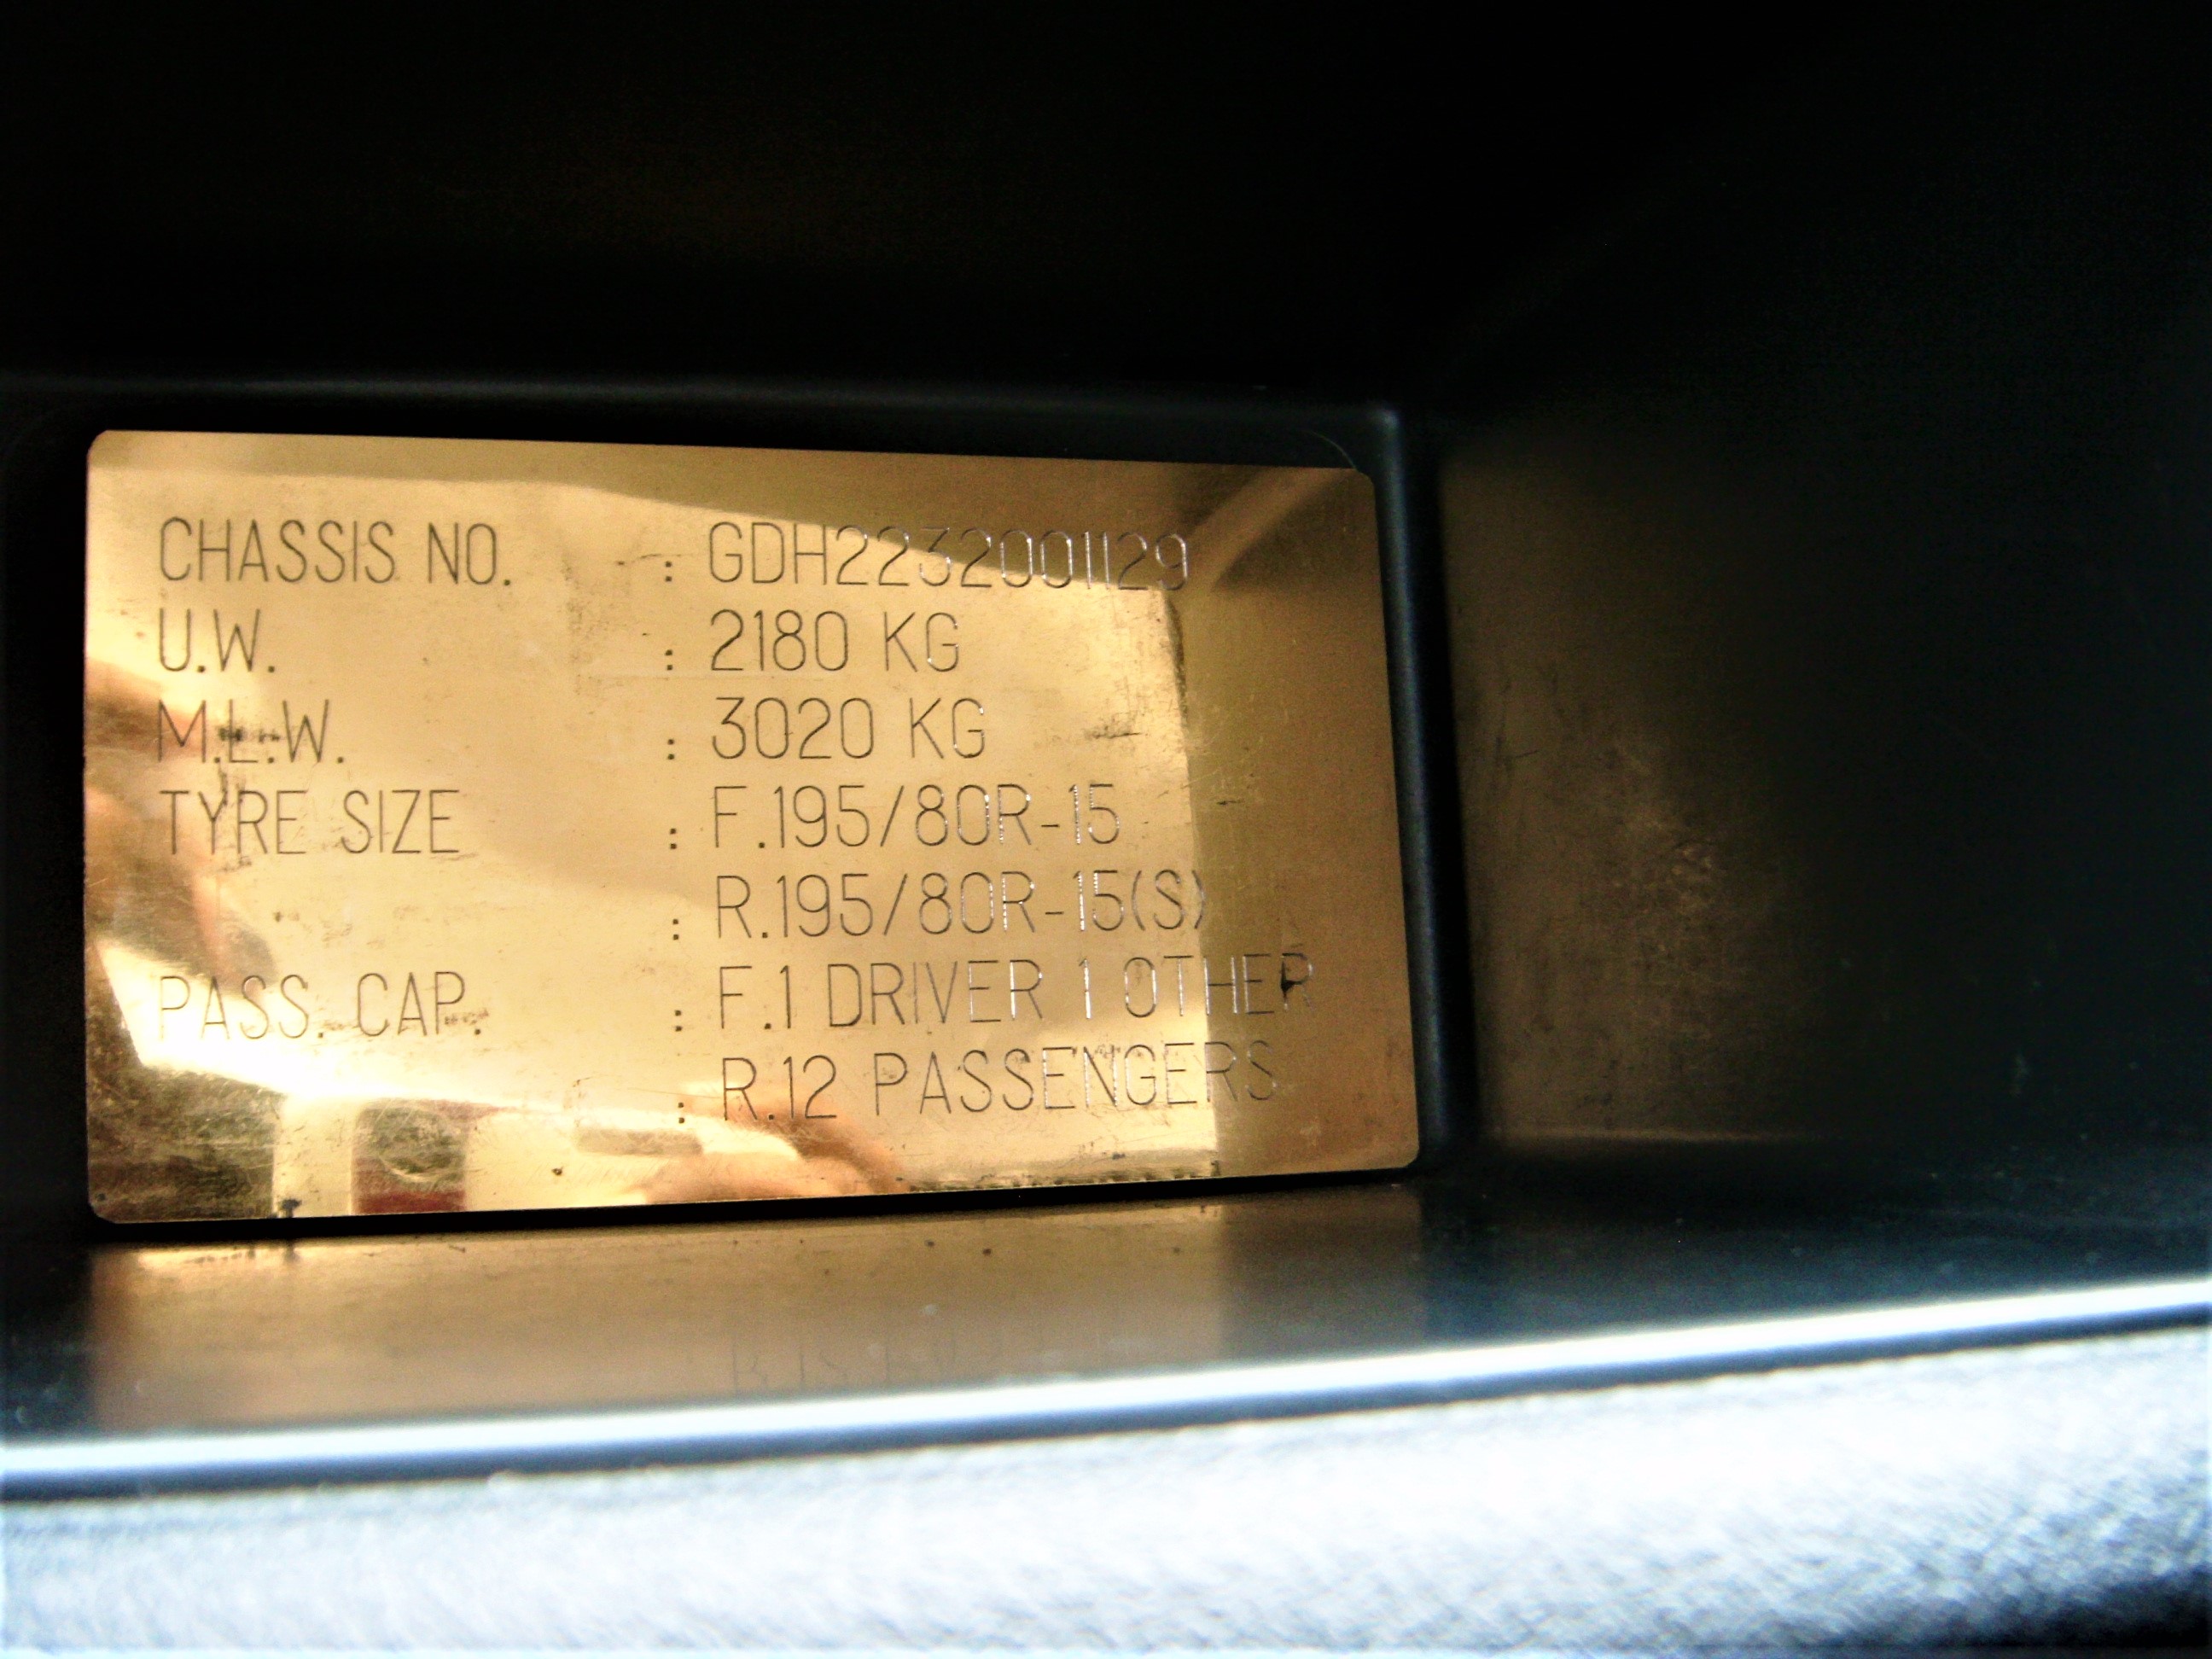 CHASSIS NO. : GDH2232001129
U.W. : 2180 KG
M.L.W. : 3020 KG
TYRE SIZE : F.195/80R-15
: R.195/80R-15(S)
PASS. CAP. : F.1 DRIVER 1 OTHER
: R.12 PASSENGERS